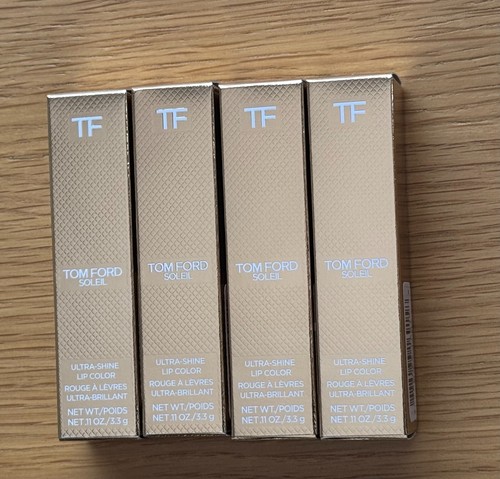 TF
TOM FORD
SOLEIL
ULTRA-SHINE
LIP COLOR
ROUGE À LÈVRES
ULTRA-BRILLANT
NET WT./POIDS
NET.11 OZ./3.3 g
TF
TOM FORD
SOLEIL
ULTRA-SHINE
LIP COLOR
ROUGE À LÈVRES
ULTRA-BRILLANT
NET WT./POIDS
NET.11 OZ./3.3 g
TF
TOM FORD
SOLEIL
ULTRA-SHINE
LIP COLOR
ROUGE À LÈVRES
ULTRA-BRILLANT
NET WT./POIDS
NET.11 OZ./3.3 g
TF
TOM FORD
SOLEIL
ULTRA-SHINE
LIP COLOR
ROUGE À LÈVRES
ULTRA-BRILLANT
NET WT./POIDS
NET.11 OZ./3.3 g